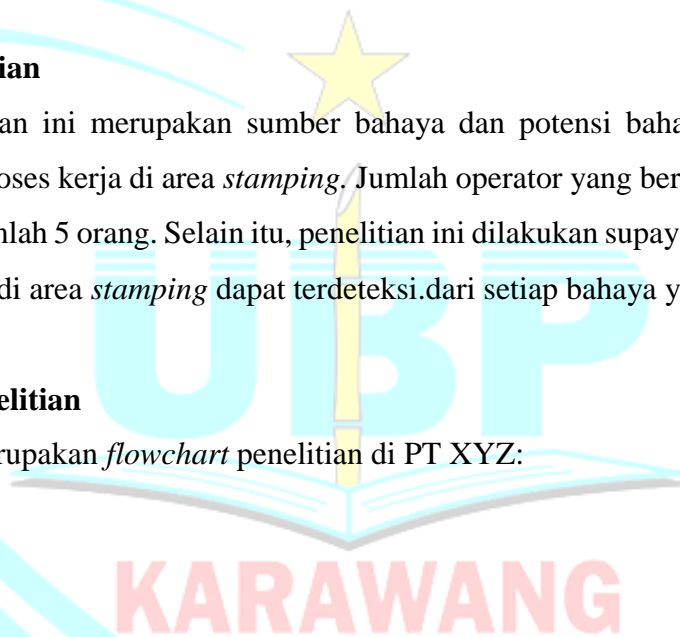 ian
an ini merupakan sumber bahaya dan potensi baha
oses kerja di area stamping. Jumlah operator yang ber
nlah 5 orang. Selain itu, penelitian ini dilakukan supay
di area stamping dapat terdeteksi.dari setiap bahaya y
elitian
rupakan flowchart penelitian di PT XYZ:
UBP
KARAWANG